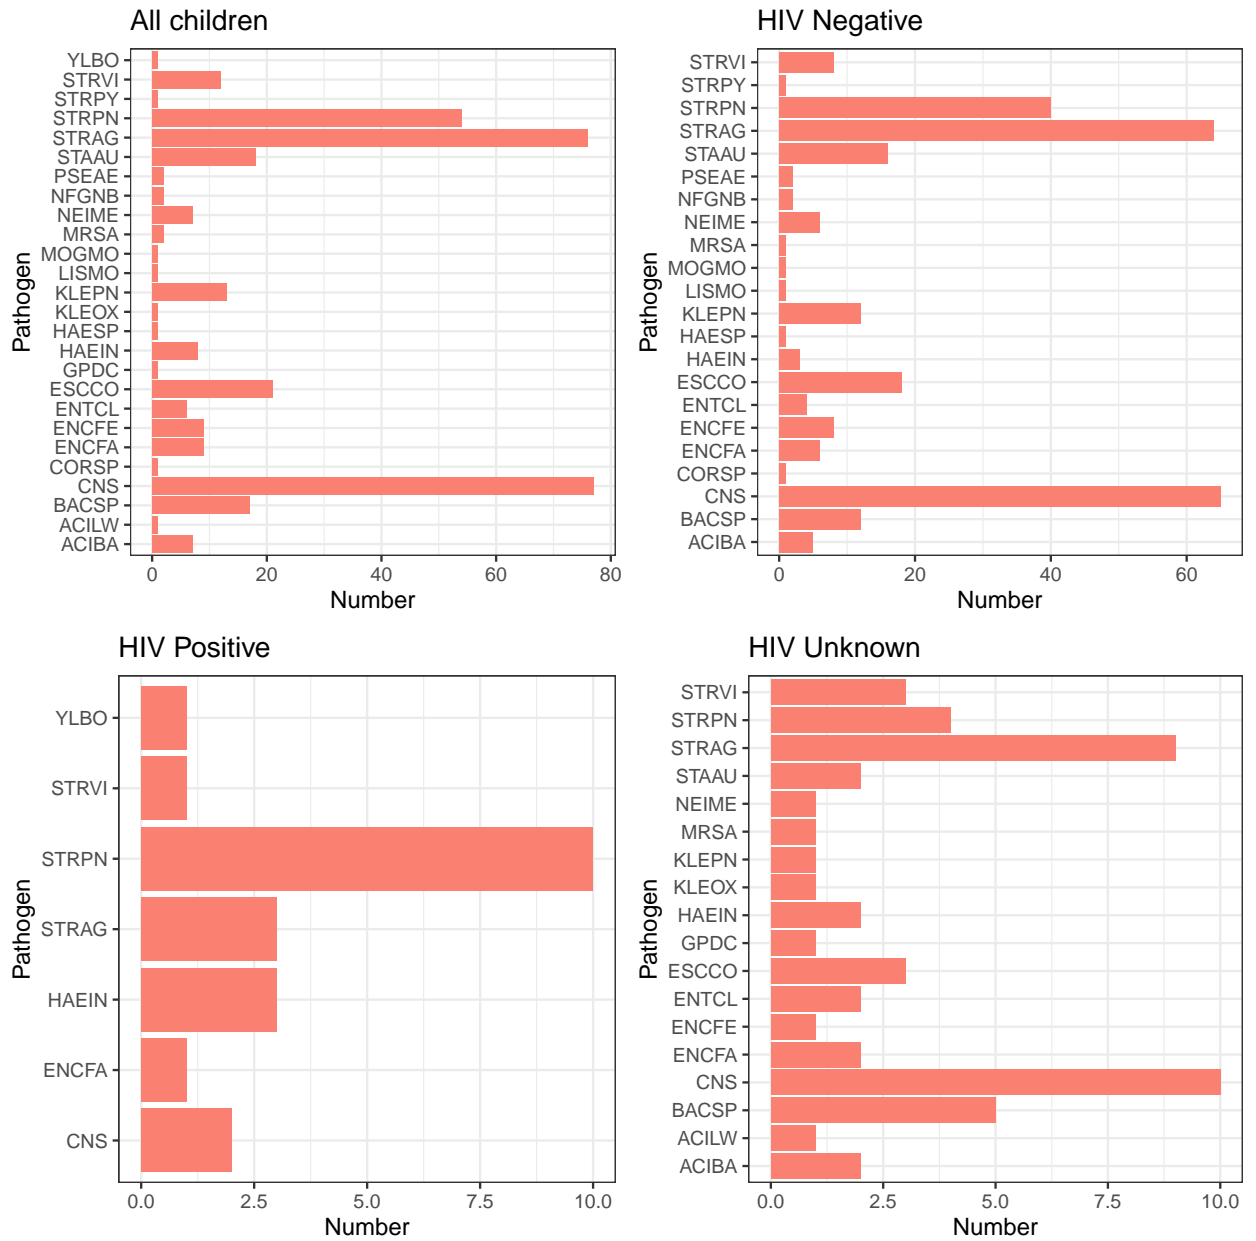 All children
Pathogen
YLBO
STRVI
STRPY
STRPN
STRAG
STAAU
PSEAE
NFGNB
NEIME
MRSA
MOGMO
LISMO
KLEPN
KLEOX
HAESP
HAEIN
GPDC
ESCCO
ENTCL
ENCFE
ENCFA
CORSP
CNS
BACSP
ACILW
ACIBA
0 20 40 60 80
Number
HIV Negative
Pathogen
STRVI
STRPY
STRPN
STRAG
STAAU
PSEAE
NFGNB
NEIME
MRSA
MOGMO
LISMO
KLEPN
HAESP
HAEIN
ESCCO
ENTCL
ENCFE
ENCFA
CORSP
CNS
BACSP
ACIBA
0 20 40 60
Number
HIV Positive
Pathogen
YLBO
STRVI
STRPN
STRAG
HAEIN
ENCFA
CNS
0.0 2.5 5.0 7.5 10.0
Number
HIV Unknown
Pathogen
STRVI
STRPN
STRAG
STAAU
NEIME
MRSA
KLEPN
KLEOX
HAEIN
GPDC
ESCCO
ENTCL
ENCFE
ENCFA
CNS
BACSP
ACILW
ACIBA
0.0 2.5 5.0 7.5 10.0
Number